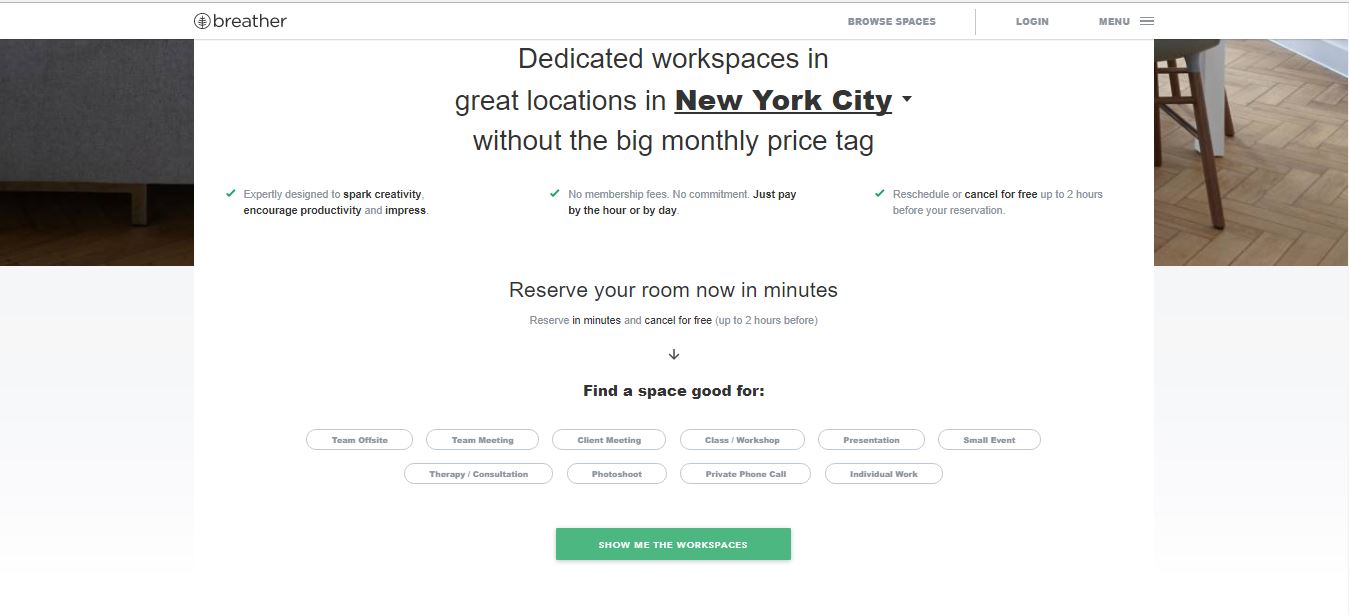 breather
BROWSE SPACES
LOGIN
MENU
Dedicated workspaces in
great locations in New York City
without the big monthly price tag
Expertly designed to spark creativity,
encourage productivity and impress.
No membership fees. No commitment. Just pay
by the hour or by day.
Reschedule or cancel for free up to 2 hours
before your reservation.
Reserve your room now in minutes
Reserve in minutes and cancel for free (up to 2 hours before)
Find a space good for:
Team Offsite
Team Meeting
Client Meeting
Class / Workshop
Presentation
Small Event
Therapy / Consultation
Photoshoot
Private Phone Call
Individual Work
SHOW ME THE WORKSPACES